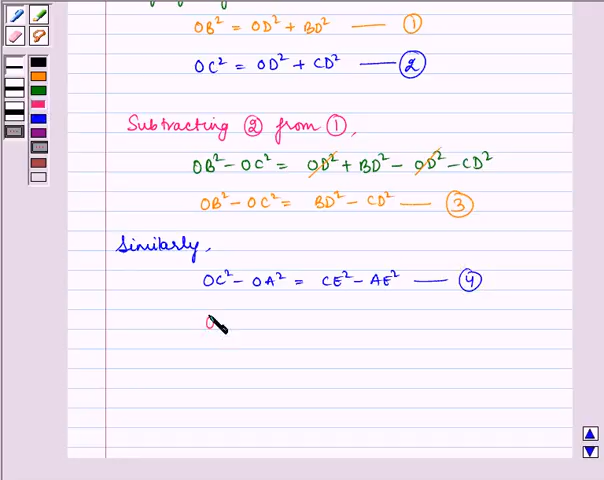 OB² = OD² + BD² —— ①
OC² = OD² + CD² —— ②
Subtracting ② from ①,
OB² - OC² = OD² + BD² - OD² - CD²
OB² - OC² = BD² - CD² —— ③
Similarly,
OC² - OA² = CE² - AE² —— ④
O